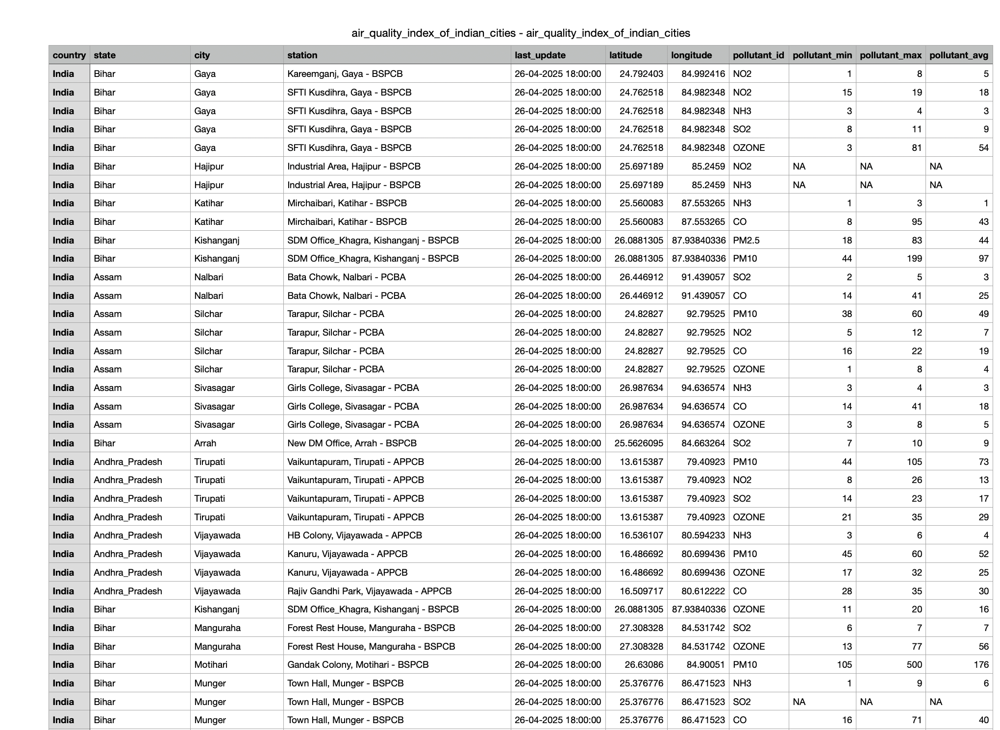 air_quality_index_of_indian_cities - air_quality_index_of_indian_cities
country state city station last_update latitude longitude pollutant_id pollutant_min pollutant_max pollutant_avg
India Bihar Gaya Kareemganj, Gaya - BSPCB 26-04-2025 18:00:00 24.792403 84.992416 NO2 1 8 5
India Bihar Gaya SFTI Kusdihra, Gaya - BSPCB 26-04-2025 18:00:00 24.762518 84.982348 NO2 15 19 18
India Bihar Gaya SFTI Kusdihra, Gaya - BSPCB 26-04-2025 18:00:00 24.762518 84.982348 NH3 3 4 3
India Bihar Gaya SFTI Kusdihra, Gaya - BSPCB 26-04-2025 18:00:00 24.762518 84.982348 SO2 8 11 9
India Bihar Gaya SFTI Kusdihra, Gaya - BSPCB 26-04-2025 18:00:00 24.762518 84.982348 OZONE 3 81 54
India Bihar Hajipur Industrial Area, Hajipur - BSPCB 26-04-2025 18:00:00 25.697189 85.2459 NO2 NA NA NA
India Bihar Hajipur Industrial Area, Hajipur - BSPCB 26-04-2025 18:00:00 25.697189 85.2459 NH3 NA NA NA
India Bihar Katihar Mirchaibari, Katihar - BSPCB 26-04-2025 18:00:00 25.560083 87.553265 NH3 1 3 1
India Bihar Katihar Mirchaibari, Katihar - BSPCB 26-04-2025 18:00:00 25.560083 87.553265 CO 8 95 43
India Bihar Kishanganj SDM Office_Khagra, Kishanganj - BSPCB 26-04-2025 18:00:00 26.0881305 87.93840336 PM2.5 18 83 44
India Bihar Kishanganj SDM Office_Khagra, Kishanganj - BSPCB 26-04-2025 18:00:00 26.0881305 87.93840336 PM10 44 199 97
India Assam Nalbari Bata Chowk, Nalbari - PCBA 26-04-2025 18:00:00 26.446912 91.439057 SO2 2 5 3
India Assam Nalbari Bata Chowk, Nalbari - PCBA 26-04-2025 18:00:00 26.446912 91.439057 CO 14 41 25
India Assam Silchar Tarapur, Silchar - PCBA 26-04-2025 18:00:00 24.82827 92.79525 PM10 38 60 49
India Assam Silchar Tarapur, Silchar - PCBA 26-04-2025 18:00:00 24.82827 92.79525 NO2 5 12 7
India Assam Silchar Tarapur, Silchar - PCBA 26-04-2025 18:00:00 24.82827 92.79525 CO 16 22 19
India Assam Silchar Tarapur, Silchar - PCBA 26-04-2025 18:00:00 24.82827 92.79525 OZONE 1 8 4
India Assam Sivasagar Girls College, Sivasagar - PCBA 26-04-2025 18:00:00 26.987634 94.636574 NH3 3 4 3
India Assam Sivasagar Girls College, Sivasagar - PCBA 26-04-2025 18:00:00 26.987634 94.636574 CO 14 41 18
India Assam Sivasagar Girls College, Sivasagar - PCBA 26-04-2025 18:00:00 26.987634 94.636574 OZONE 3 8 5
India Bihar Arrah New DM Office, Arrah - BSPCB 26-04-2025 18:00:00 25.5626095 84.663264 SO2 7 10 9
India Andhra_Pradesh Tirupati Vaikuntapuram, Tirupati - APPCB 26-04-2025 18:00:00 13.615387 79.40923 PM10 44 105 73
India Andhra_Pradesh Tirupati Vaikuntapuram, Tirupati - APPCB 26-04-2025 18:00:00 13.615387 79.40923 NO2 8 26 13
India Andhra_Pradesh Tirupati Vaikuntapuram, Tirupati - APPCB 26-04-2025 18:00:00 13.615387 79.40923 SO2 14 23 17
India Andhra_Pradesh Tirupati Vaikuntapuram, Tirupati - APPCB 26-04-2025 18:00:00 13.615387 79.40923 OZONE 21 35 29
India Andhra_Pradesh Vijayawada HB Colony, Vijayawada - APPCB 26-04-2025 18:00:00 16.536107 80.594233 NH3 3 6 4
India Andhra_Pradesh Vijayawada Kanuru, Vijayawada - APPCB 26-04-2025 18:00:00 16.486692 80.699436 PM10 45 60 52
India Andhra_Pradesh Vijayawada Kanuru, Vijayawada - APPCB 26-04-2025 18:00:00 16.486692 80.699436 OZONE 17 32 25
India Andhra_Pradesh Vijayawada Rajiv Gandhi Park, Vijayawada - APPCB 26-04-2025 18:00:00 16.509717 80.612222 CO 28 35 30
India Bihar Kishanganj SDM Office_Khagra, Kishanganj - BSPCB 26-04-2025 18:00:00 26.0881305 87.93840336 OZONE 11 20 16
India Bihar Manguraha Forest Rest House, Manguraha - BSPCB 26-04-2025 18:00:00 27.308328 84.531742 SO2 6 7 7
India Bihar Manguraha Forest Rest House, Manguraha - BSPCB 26-04-2025 18:00:00 27.308328 84.531742 OZONE 13 77 56
India Bihar Motihari Gandak Colony, Motihari - BSPCB 26-04-2025 18:00:00 26.63086 84.90051 PM10 105 500 176
India Bihar Munger Town Hall, Munger - BSPCB 26-04-2025 18:00:00 25.376776 86.471523 NH3 1 9 6
India Bihar Munger Town Hall, Munger - BSPCB 26-04-2025 18:00:00 25.376776 86.471523 SO2 NA NA NA
India Bihar Munger Town Hall, Munger - BSPCB 26-04-2025 18:00:00 25.376776 86.471523 CO 16 71 40